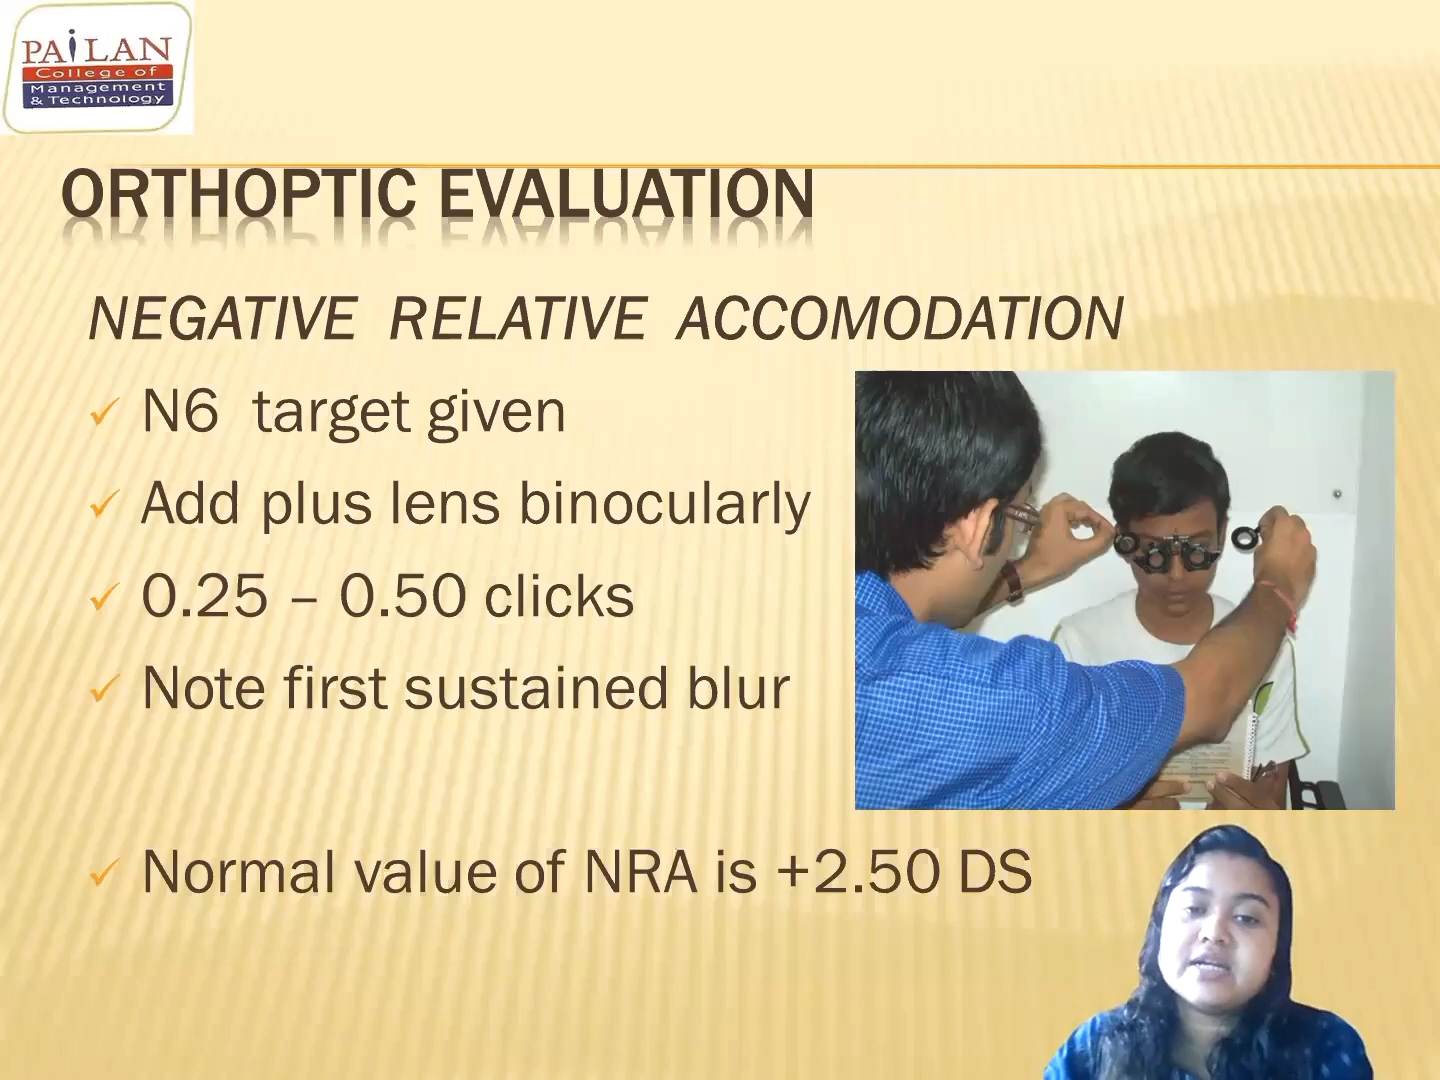 PAiLAN
College of
Management
& Technology
ORTHOPTIC EVALUATION
NEGATIVE RELATIVE ACCOMODATION
✓ N6 target given
✓ Add plus lens binocularly
✓ 0.25 – 0.50 clicks
✓ Note first sustained blur
✓ Normal value of NRA is +2.50 DS